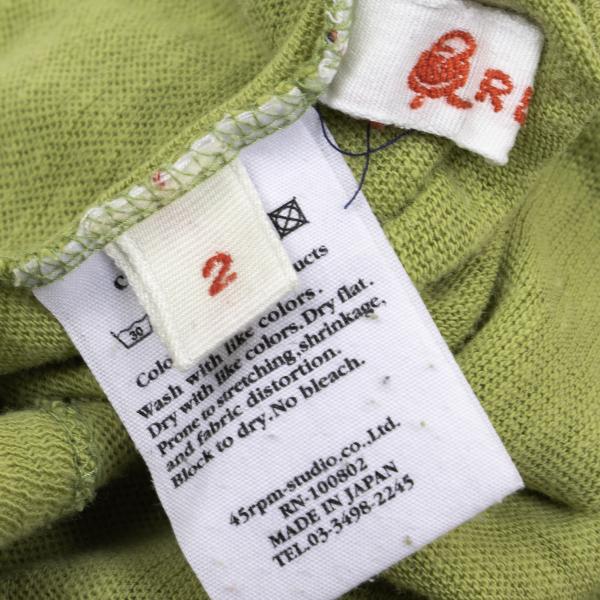 R
2
ucts
30
Colo
Wash with like colors.
Dry with like colors. Dry flat.
Prone to stretching, shrinkage,
and fabric distortion.
Block to dry. No bleach.
45rpm-studio.co., Ltd.
RN-100802
MADE IN JAPAN
TEL.03-3498-2245